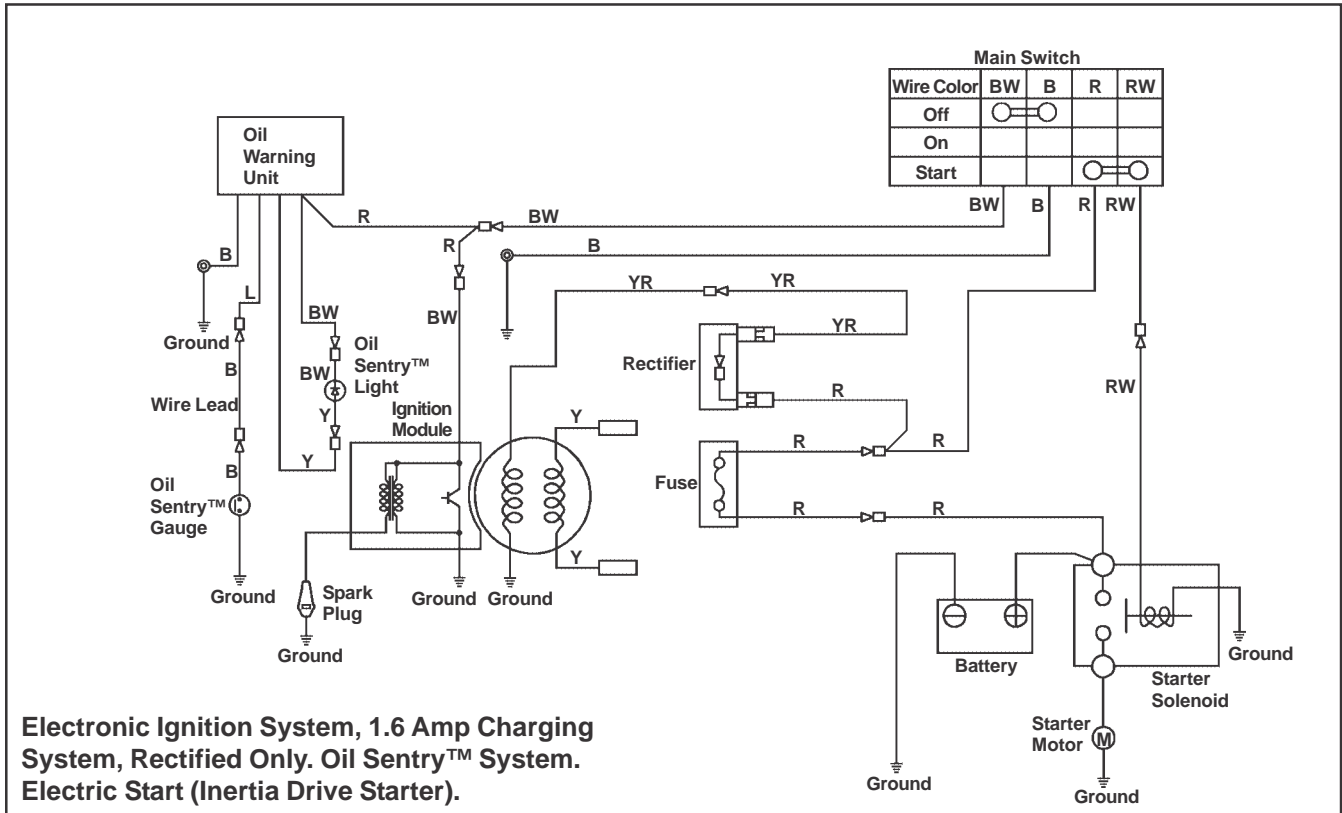 Main Switch
Wire Color BW B R RW
Off
On
Start
BW B R RW
Oil
Warning
Unit
R
BW
R
B
B
L
YR
YR
BW
BW
YR
Ground
Oil
Sentry™
Light
Rectifier
B
BW
RW
R
Wire Lead
Y
Ignition
Module
Y
R
R
B
Y
Fuse
Oil
Sentry™
Gauge
R
R
Y
Ground
Spark
Plug
Ground
Ground
Ground
Ground
Battery
Starter
Solenoid
Starter
Motor
M
Ground
Ground
Electronic Ignition System, 1.6 Amp Charging
System, Rectified Only. Oil Sentry™ System.
Electric Start (Inertia Drive Starter).